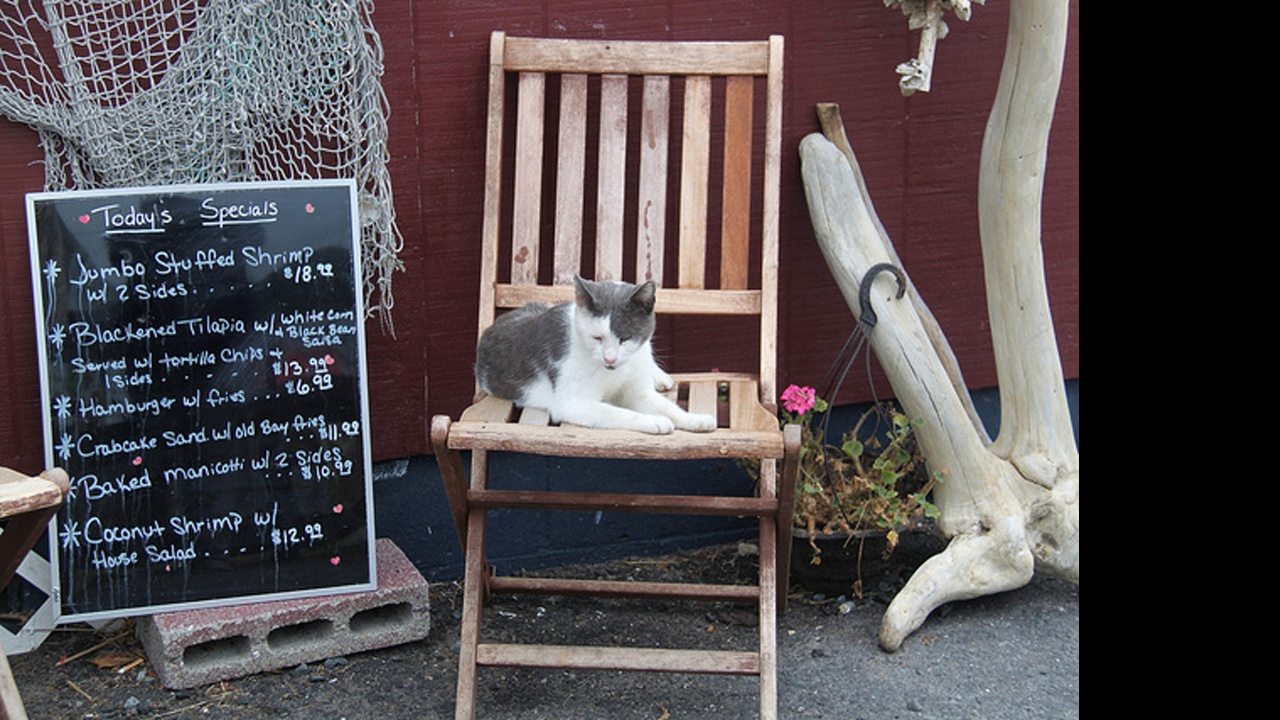 Today's Specials
* Jumbo Stuffed Shrimp
w/ 2 Sides . . . . . . $18.99
* Blackened Tilapia w/ white Corn
+ Black Bean
Salsa
Served w/ tortilla Chips +
1 Sides . . . . . $13.99
* Hamburger w/ fries . . . . $6.99
* Crabcake Sand w/ old Bay fries
. . . $11.99
* Baked manicotti w/ 2 Sides
. . . $10.99
* Coconut Shrimp w/
House Salad . . . . . $12.99